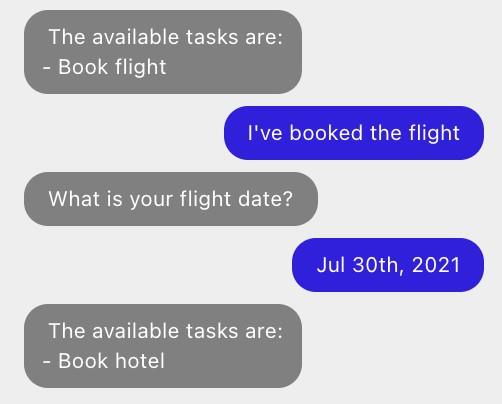 The available tasks are:
- Book flight
I've booked the flight
What is your flight date?
Jul 30th, 2021
The available tasks are:
- Book hotel